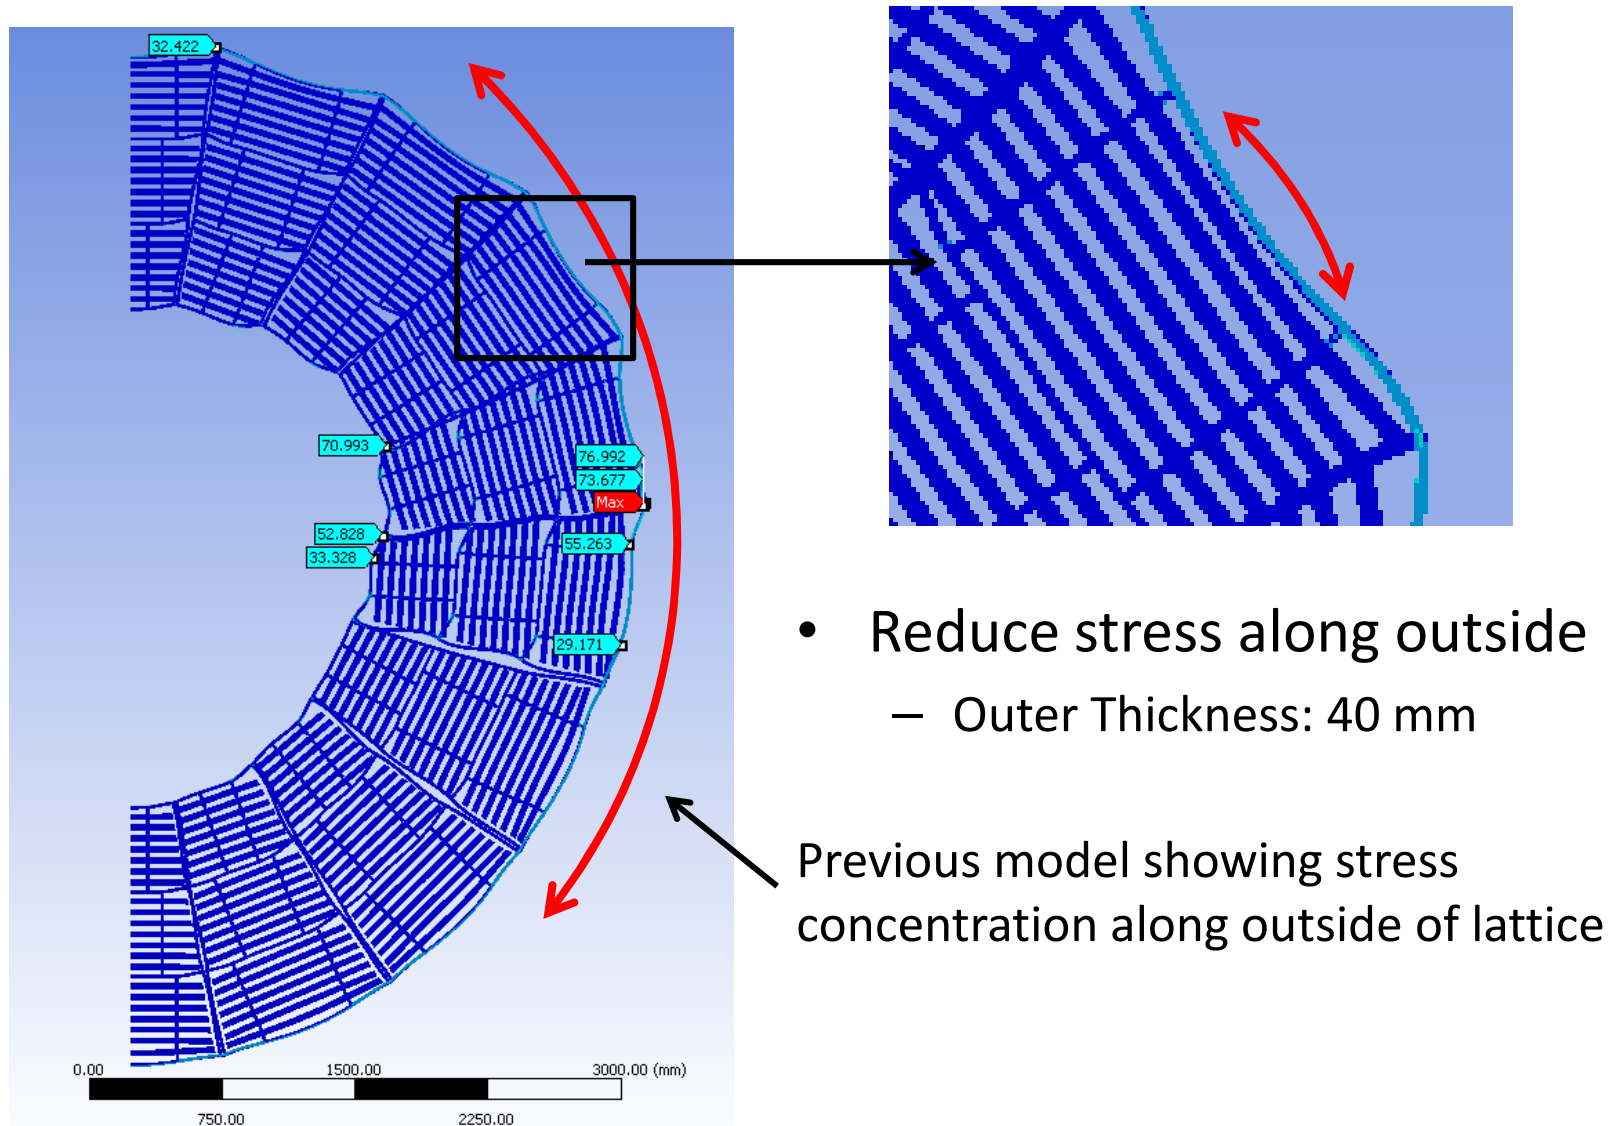 32.422
70.993
76.992
73.677
Max
52.828
55.263
33.328
29.171
0.00 1500.00 3000.00 (mm)
750.00 2250.00
• Reduce stress along outside
– Outer Thickness: 40 mm
Previous model showing stress
concentration along outside of lattice